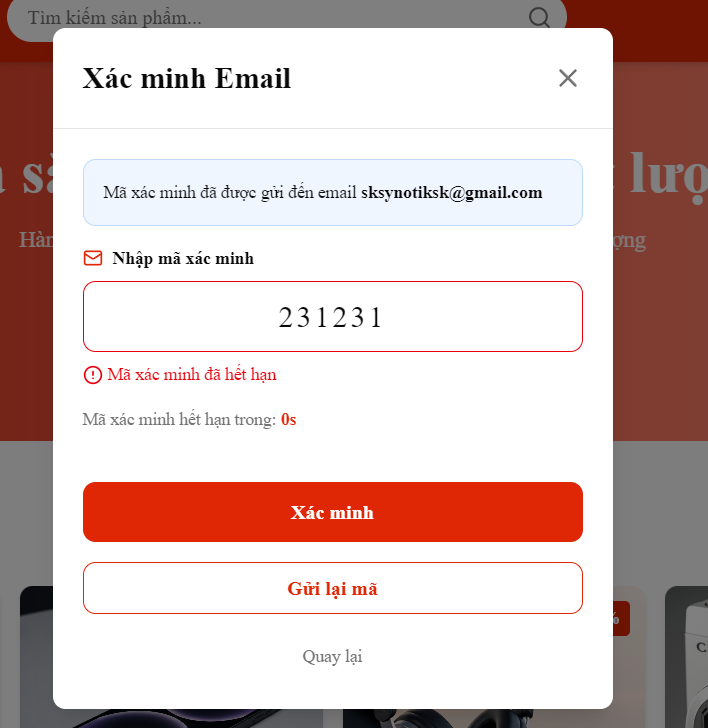 Tìm kiếm sản phẩm...
Xác minh Email
Mã xác minh đã được gửi đến email sksynotiksk@gmail.com
Nhập mã xác minh
231231
Mã xác minh đã hết hạn
Mã xác minh hết hạn trong: 0s
Xác minh
Gửi lại mã
Quay lại